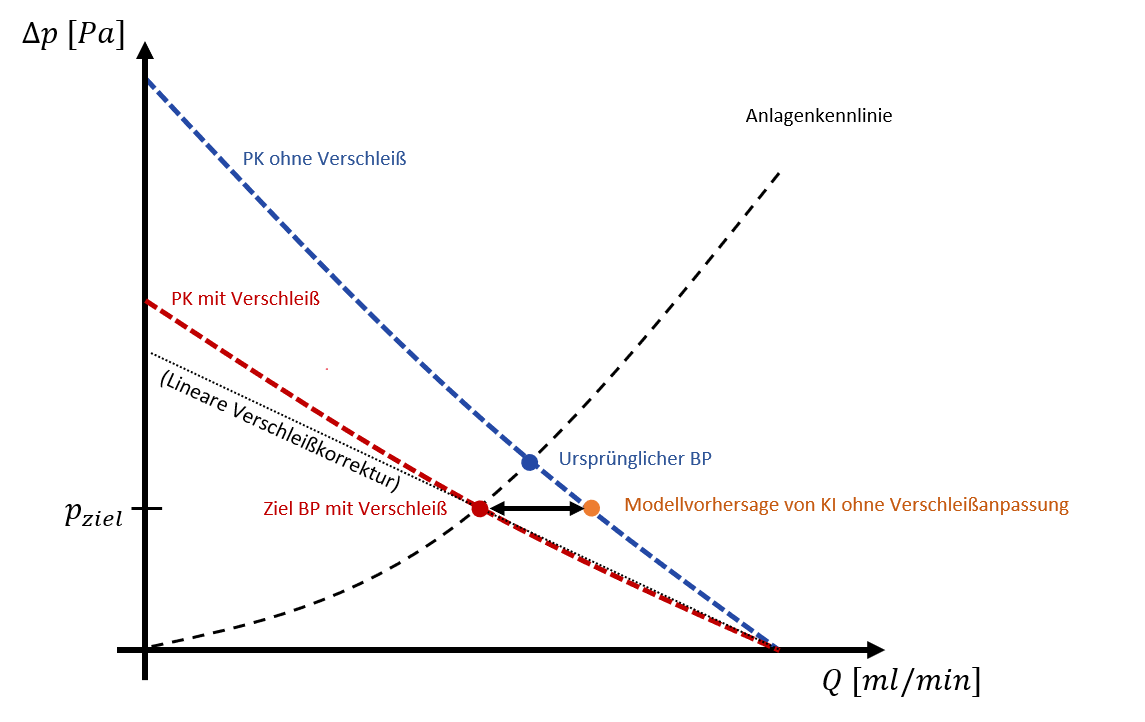 Δp [Pa]
Anlagenkennlinie
PK ohne Verschleiß
PK mit Verschleiß
(Lineare Verschleißkorrektur)
Ursprünglicher BP
p_ziel
Ziel BP mit Verschleiß
Modellvorhersage von KI ohne Verschleißanpassung
Q [ml/min]